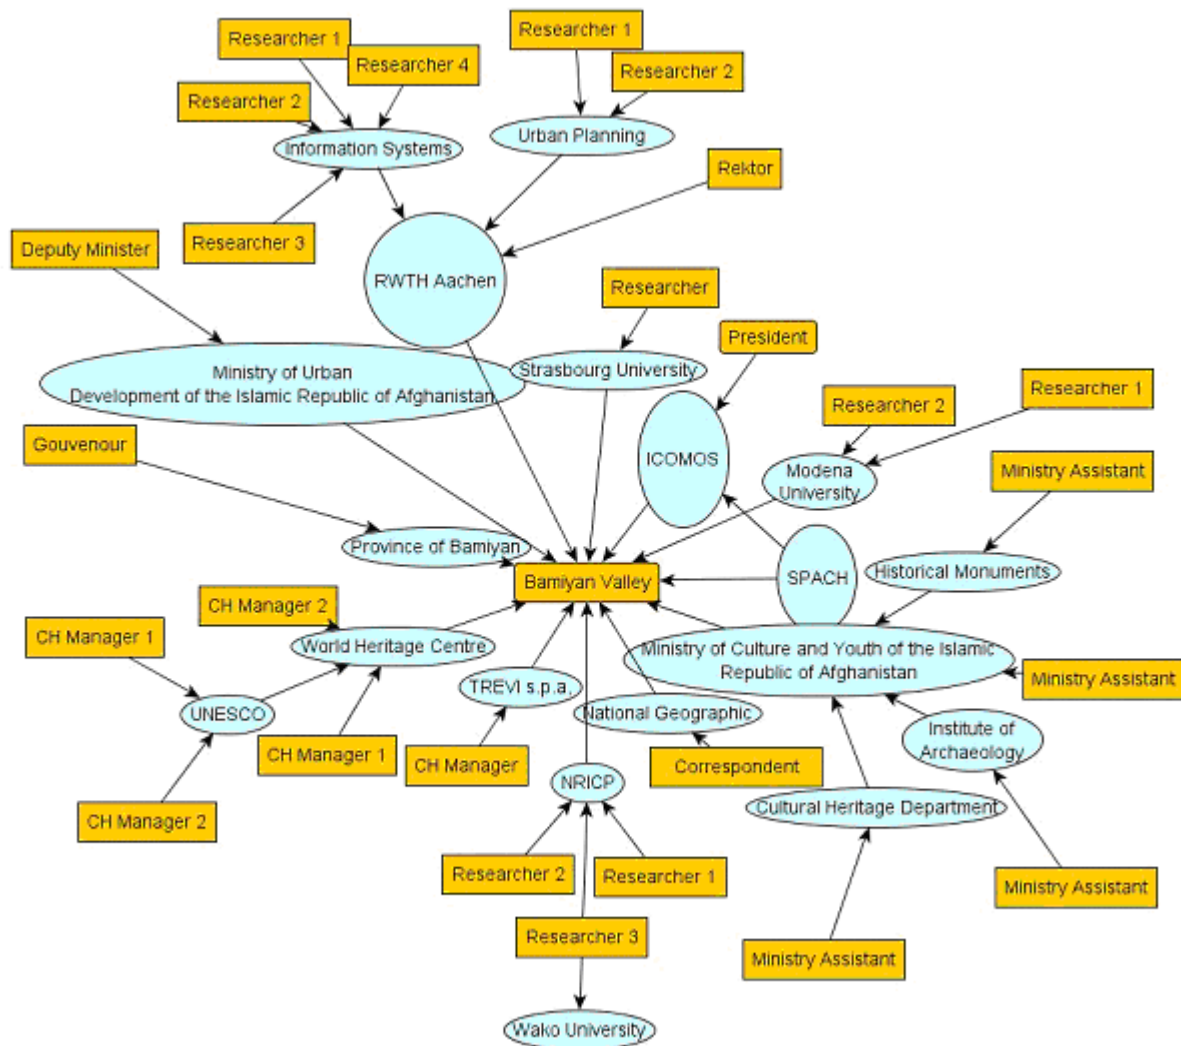 Researcher 1
Researcher 1
Researcher 4
Researcher 2
Researcher 2
Urban Planning
Information Systems
Rektor
Researcher 3
Deputy Minister
RWTH Aachen
Researcher
President
Ministry of Urban
Development of the Islamic Republic of Afghanistan
Strasbourg University
Researcher 1
Researcher 2
Gouvenour
ICOMOS
Modena
University
Ministry Assistant
Province of Bamiyan
Bamiyan Valley
SPACH
Historical Monuments
CH Manager 2
CH Manager 1
World Heritage Centre
Ministry of Culture and Youth of the Islamic
Republic of Afghanistan
Ministry Assistant
TREVI s.p.a.
UNESCO
National Geographic
Institute of
Archaeology
CH Manager 1
CH Manager
Correspondent
NRICP
Cultural Heritage Department
CH Manager 2
Researcher 2
Researcher 1
Ministry Assistant
Researcher 3
Ministry Assistant
Wako University